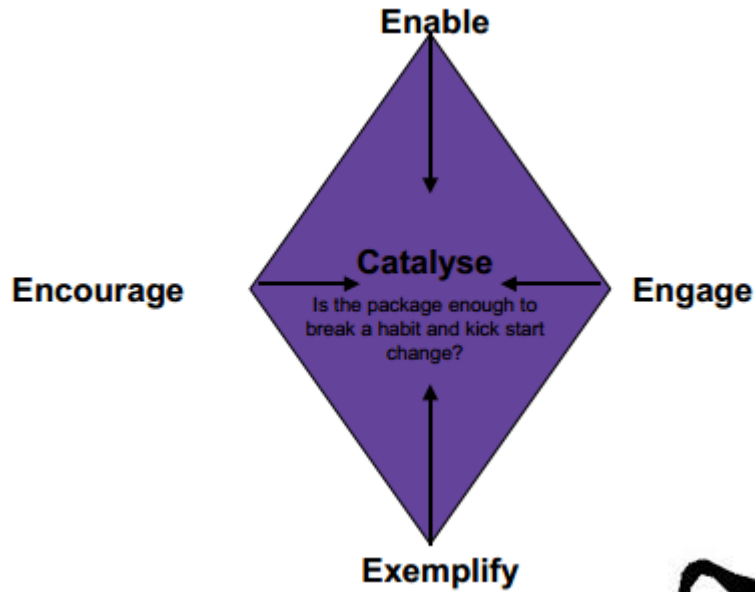 Enable
Catalyse
Encourage
Engage
Is the package enough to
break a habit and kick start
change?
Exemplify